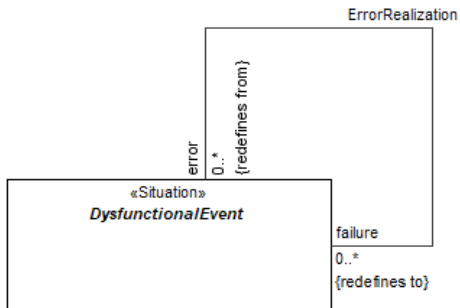 ErrorRealization
error
0..*
{redefines from}
«Situation»
DysfunctionalEvent
failure
0..*
{redefines to}